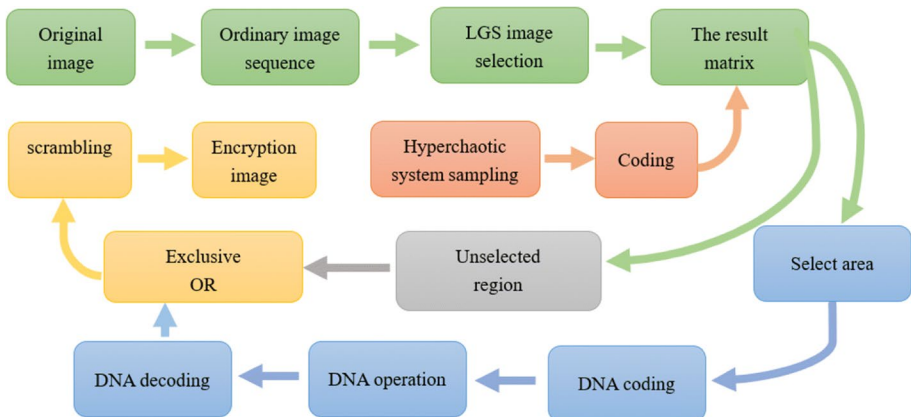 Original
image
Ordinary image
sequence
LGS image
selection
The result
matrix
scrambling
Encryption
image
Hyperchaotic
system sampling
Coding
Exclusive
OR
Unselected
region
Select area
DNA decoding
DNA operation
DNA coding